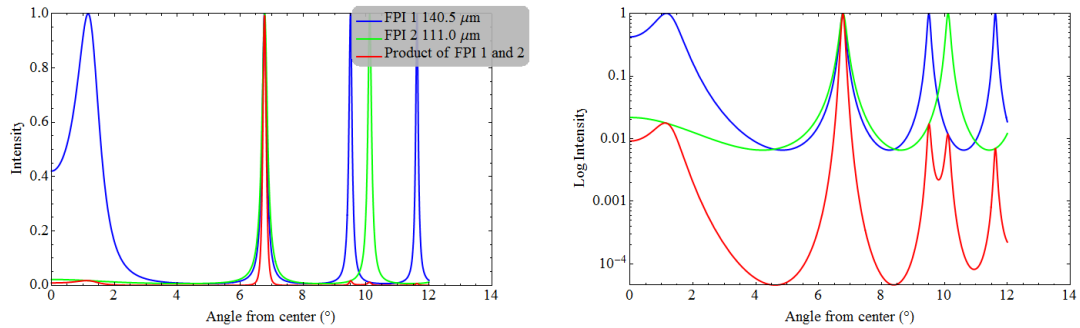 FPI 1 140.5 μm
FPI 2 111.0 μm
Product of FPI 1 and 2
Intensity
1.0
0.8
0.6
0.4
0.2
0.0
0 2 4 6 8 10 12 14
Angle from center (°)
Log Intensity
1
0.1
0.01
0.001
10⁻⁴
0 2 4 6 8 10 12 14
Angle from center (°)